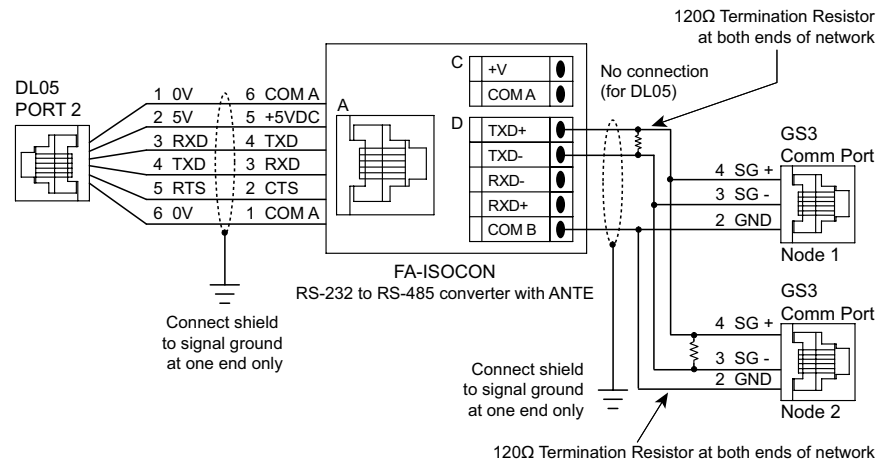 120Ω Termination Resistor
at both ends of network
DL05
PORT 2
1 0V 6 COM A
2 5V 5 +5VDC
3 RXD 4 TXD
4 TXD 3 RXD
5 RTS 2 CTS
6 0V 1 COM A
A
C
+V
COM A
No connection
(for DL05)
D
TXD+
TXD-
RXD-
RXD+
COM B
GS3
Comm Port
4 SG +
3 SG -
2 GND
Node 1
FA-ISOCON
RS-232 to RS-485 converter with ANTE
Connect shield
to signal ground
at one end only
GS3
Comm Port
4 SG +
3 SG -
2 GND
Node 2
Connect shield
to signal ground
at one end only
120Ω Termination Resistor at both ends of network